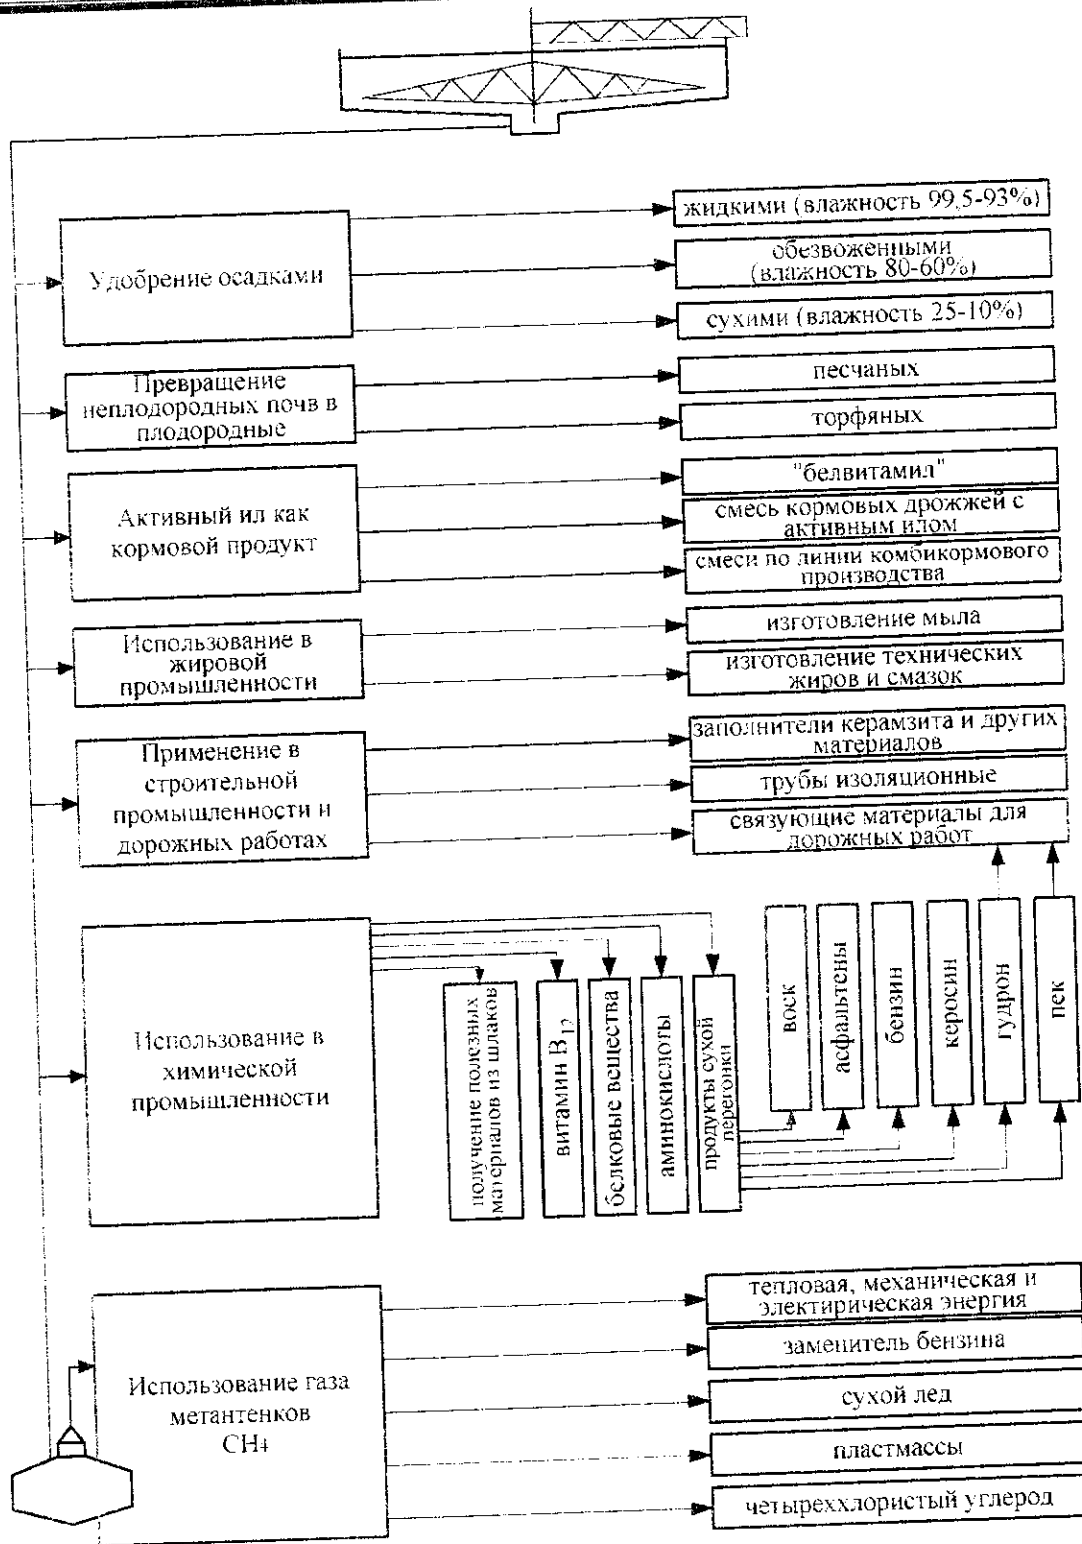 Удобрение осадками
жидкими (влажность 99,5-93%)
обезвоженными
(влажность 80-60%)
сухими (влажность 25-10%)
Превращение
неплодородных почв в
плодородные
песчаных
торфяных
Активный ил как
кормовой продукт
"белвитамил"
смесь кормовых дрожжей с
активным илом
смеси по линии комбикормового
производства
Использование в
жировой
промышленности
изготовление мыла
изготовление технических
жиров и смазок
Применение в
строительной
промышленности и
дорожных работах
заполнители керамзита и других
материалов
трубы изоляционные
связующие материалы для
дорожных работ
Использование в
химической
промышленности
получение полезных
материалов из шлаков
витамин B12
белковые вещества
аминокислоты
продукты сухой
перегонки
воск
асфальтены
бензин
керосин
гудрон
пек
Использование газа
метантенков
CH4
тепловая, механическая и
электирическая энергия
заменитель бензина
сухой лед
пластмассы
четыреххлористый углерод